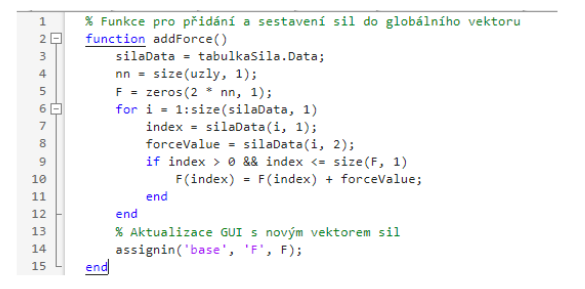 1 % Funkce pro přidání a sestavení sil do globálního vektoru
2 function addForce()
3 silaData = tabulkaSila.Data;
4 nn = size(uzly, 1);
5 F = zeros(2 * nn, 1);
6 for i = 1:size(silaData, 1)
7 index = silaData(i, 1);
8 forceValue = silaData(i, 2);
9 if index > 0 && index <= size(F, 1)
10 F(index) = F(index) + forceValue;
11 end
12 end
13 % Aktualizace GUI s novým vektorem sil
14 assignin('base', 'F', F);
15 end